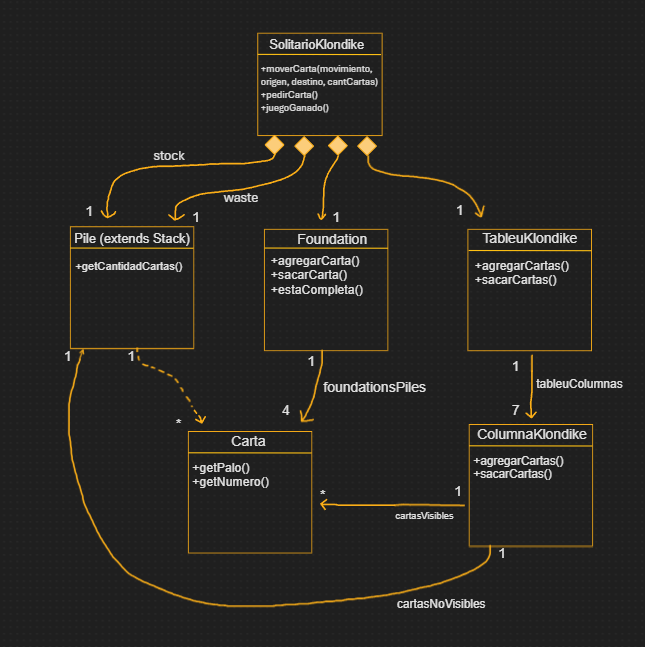 SolitarioKlondike
+moverCarta(movimiento,
origen, destino, cantCartas)
+pedirCarta()
+juegoGanado()
stock
waste
1
1
1
1
Pile (extends Stack)
+getCantidadCartas()
Foundation
+agregarCarta()
+sacarCarta()
+estaCompleta()
TableuKlondike
+agregarCartas()
+sacarCartas()
1
1
1
1
foundationsPiles
tableuColumnas
4
7
*
Carta
+getPalo()
+getNumero()
ColumnaKlondike
+agregarCartas()
+sacarCartas()
*
1
cartasVisibles
1
cartasNoVisibles